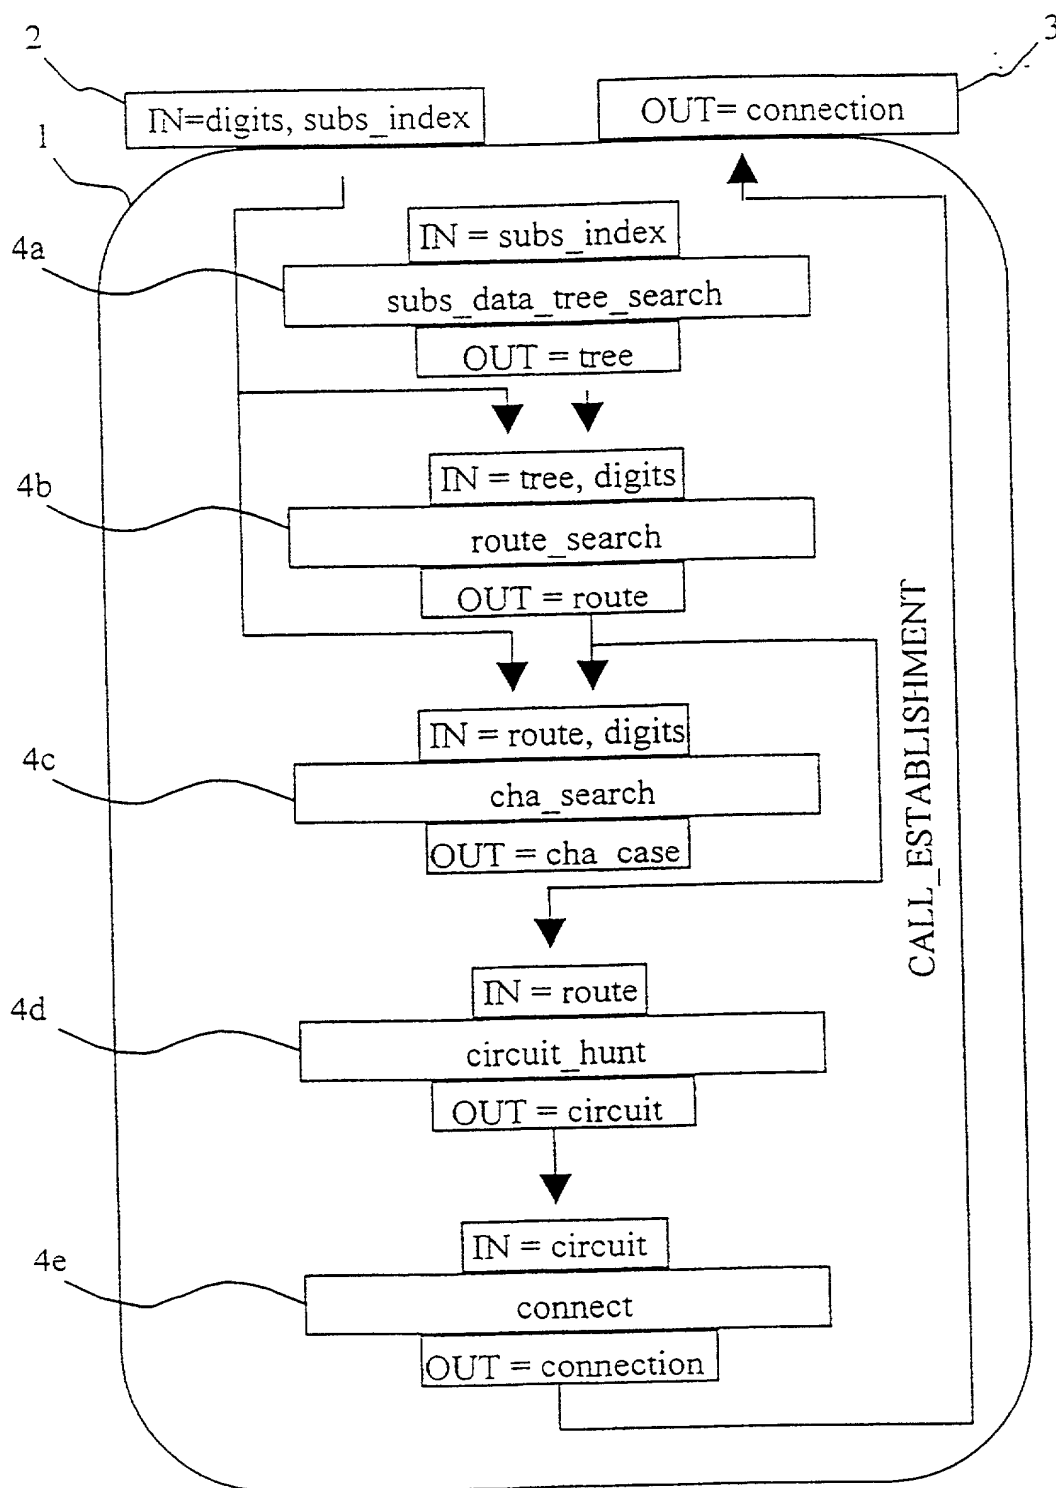 2
3
IN=digits, subs_index
OUT= connection
1
IN = subs_index
4a
subs_data_tree_search
OUT = tree
IN = tree, digits
4b
route_search
OUT = route
CALL_ESTABLISHMENT
IN = route, digits
4c
cha_search
OUT = cha_case
IN = route
4d
circuit_hunt
OUT = circuit
IN = circuit
4e
connect
OUT = connection